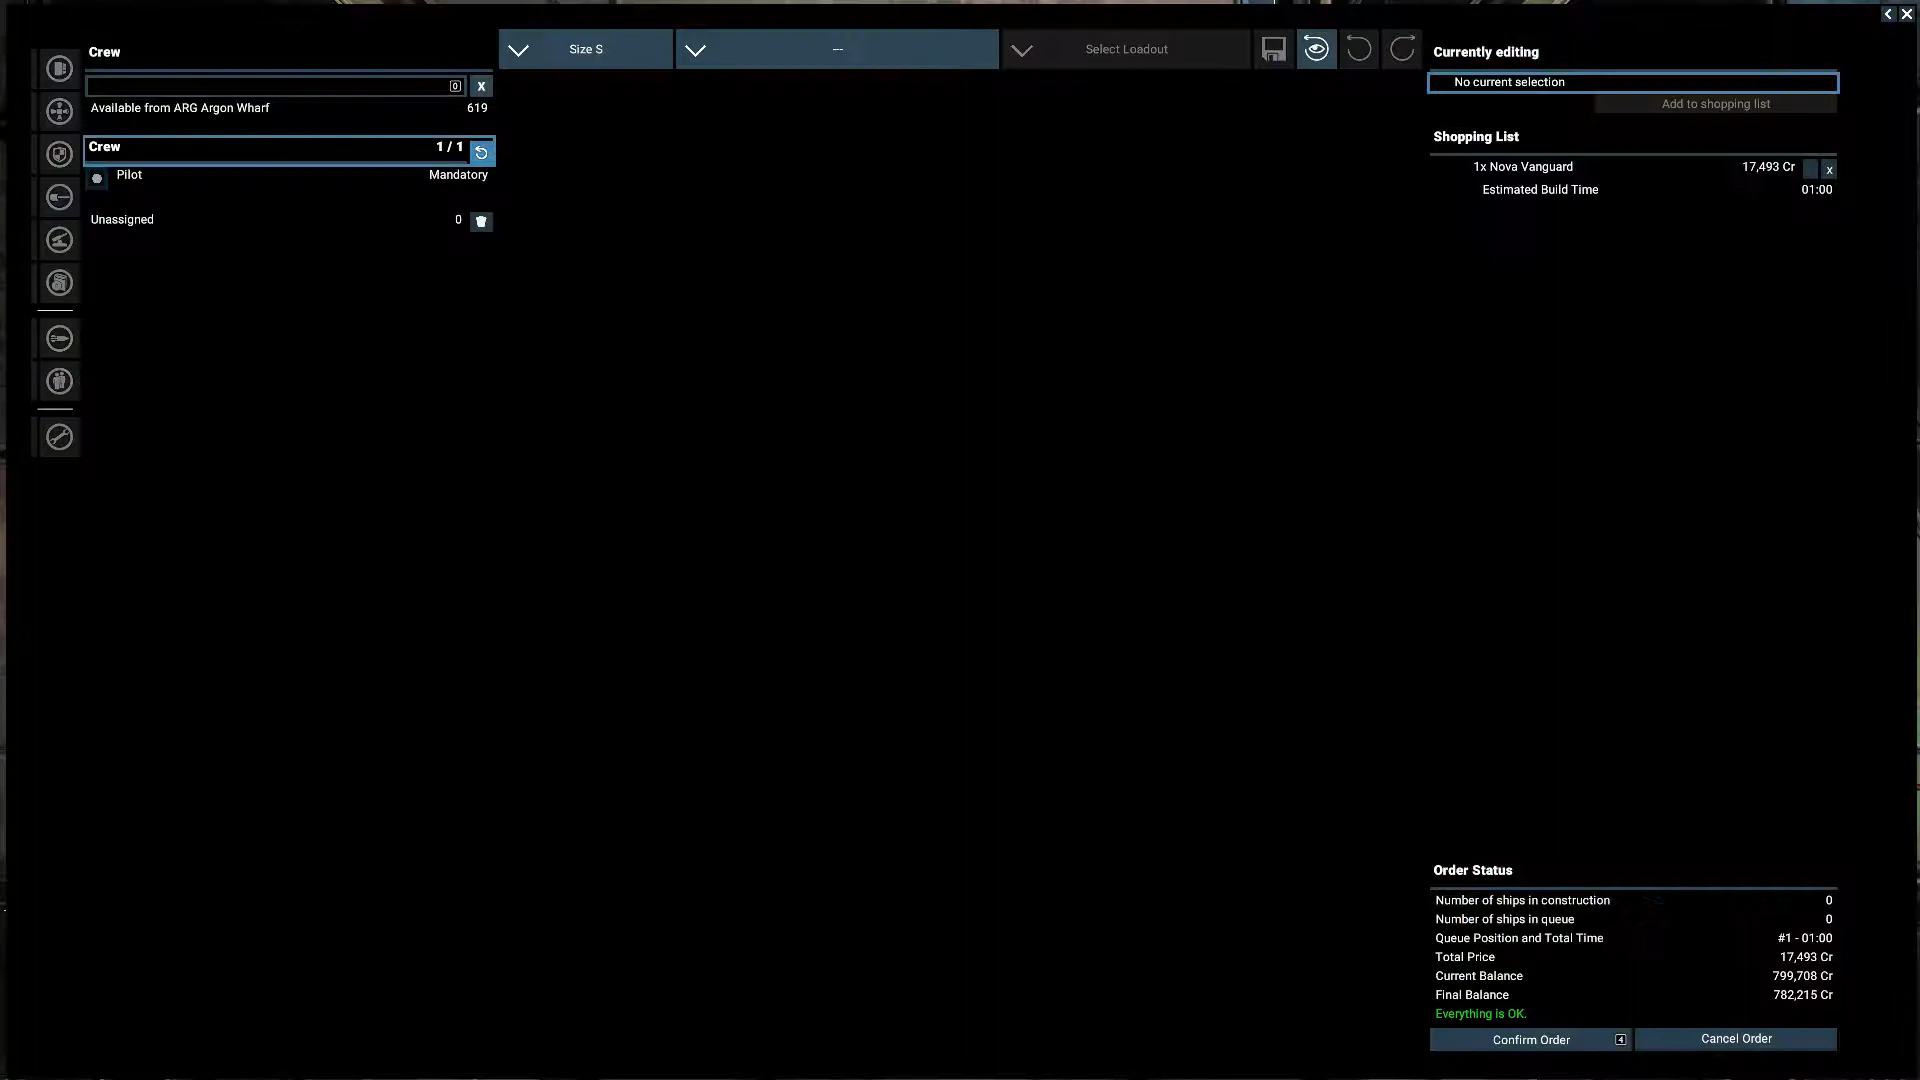 Crew
0 x
Available from ARG Argon Wharf 619
Crew 1 / 1
Pilot Mandatory
Unassigned 0
Size S
---
Select Loadout
Currently editing
No current selection
Add to shopping list
Shopping List
1x Nova Vanguard 17,493 Cr x
Estimated Build Time 01:00
Order Status
Number of ships in construction 0
Number of ships in queue 0
Queue Position and Total Time #1 - 01:00
Total Price 17,493 Cr
Current Balance 799,708 Cr
Final Balance 782,215 Cr
Everything is OK.
Confirm Order 4
Cancel Order